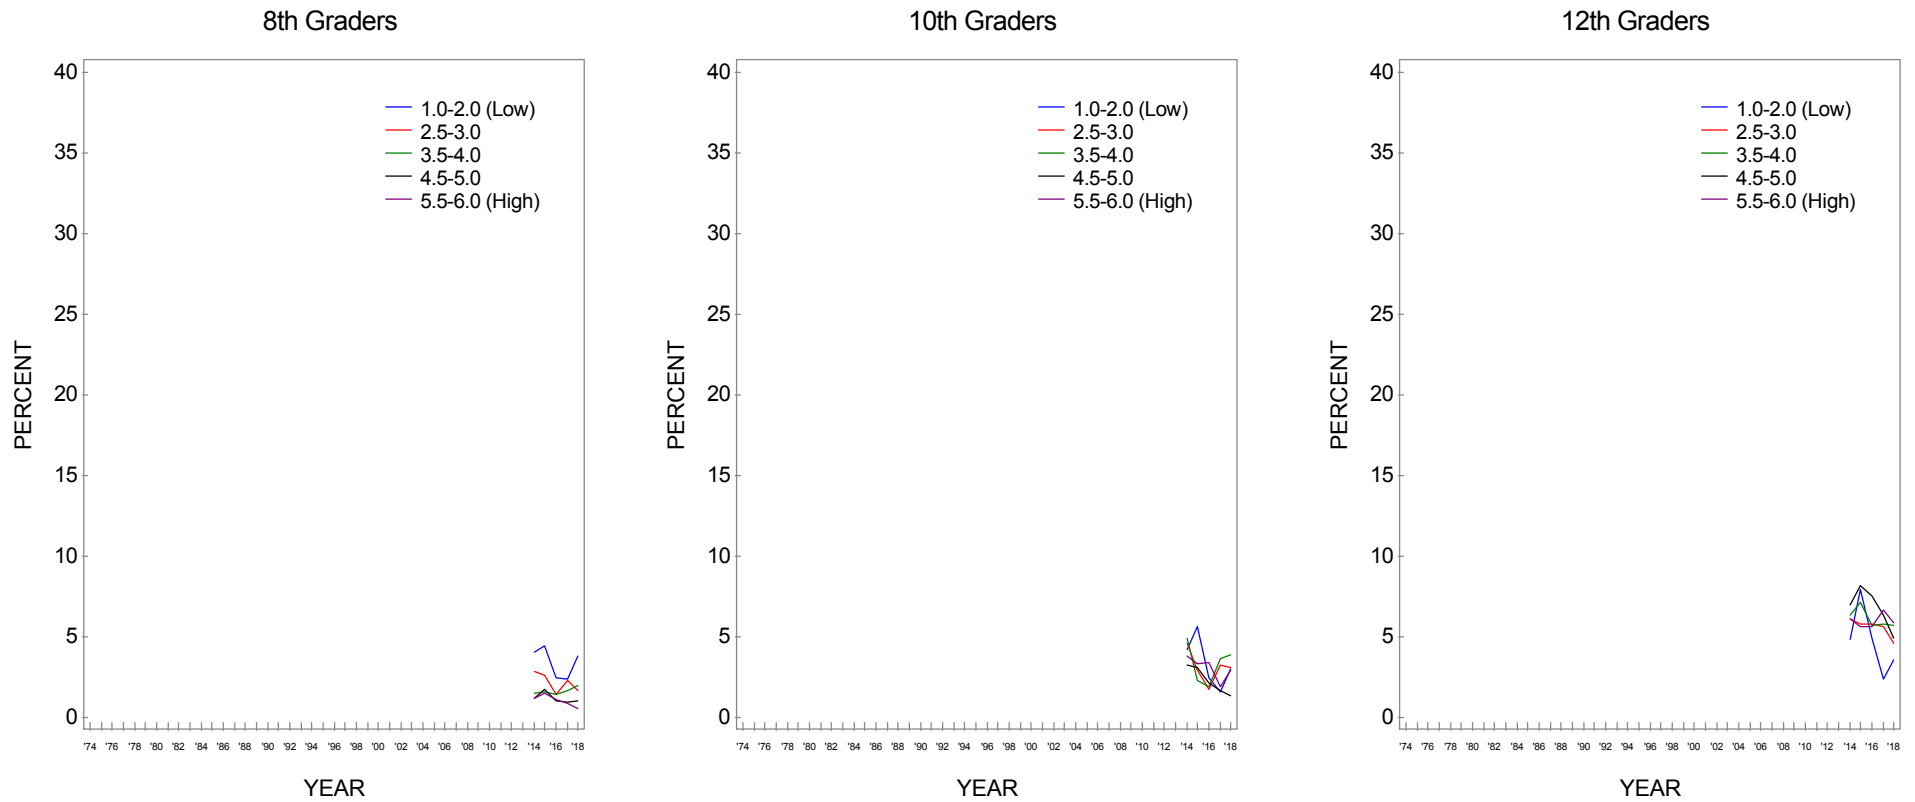 8th Graders
PERCENT
40
35
30
25
20
15
10
5
0
1.0-2.0 (Low)
2.5-3.0
3.5-4.0
4.5-5.0
5.5-6.0 (High)
'74 '76 '78 '80 '82 '84 '86 '88 '90 '92 '94 '96 '98 '00 '02 '04 '06 '08 '10 '12 '14 '16 '18
YEAR
10th Graders
PERCENT
40
35
30
25
20
15
10
5
0
1.0-2.0 (Low)
2.5-3.0
3.5-4.0
4.5-5.0
5.5-6.0 (High)
'74 '76 '78 '80 '82 '84 '86 '88 '90 '92 '94 '96 '98 '00 '02 '04 '06 '08 '10 '12 '14 '16 '18
YEAR
12th Graders
PERCENT
40
35
30
25
20
15
10
5
0
1.0-2.0 (Low)
2.5-3.0
3.5-4.0
4.5-5.0
5.5-6.0 (High)
'74 '76 '78 '80 '82 '84 '86 '88 '90 '92 '94 '96 '98 '00 '02 '04 '06 '08 '10 '12 '14 '16 '18
YEAR